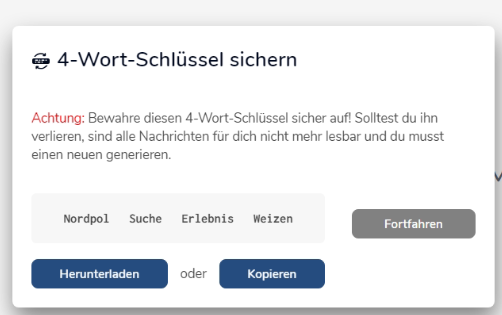 4-Wort-Schlüssel sichern
Achtung: Bewahre diesen 4-Wort-Schlüssel sicher auf! Solltest du ihn
verlieren, sind alle Nachrichten für dich nicht mehr lesbar und du musst
einen neuen generieren.
Nordpol Suche Erlebnis Weizen
Fortfahren
Herunterladen oder Kopieren